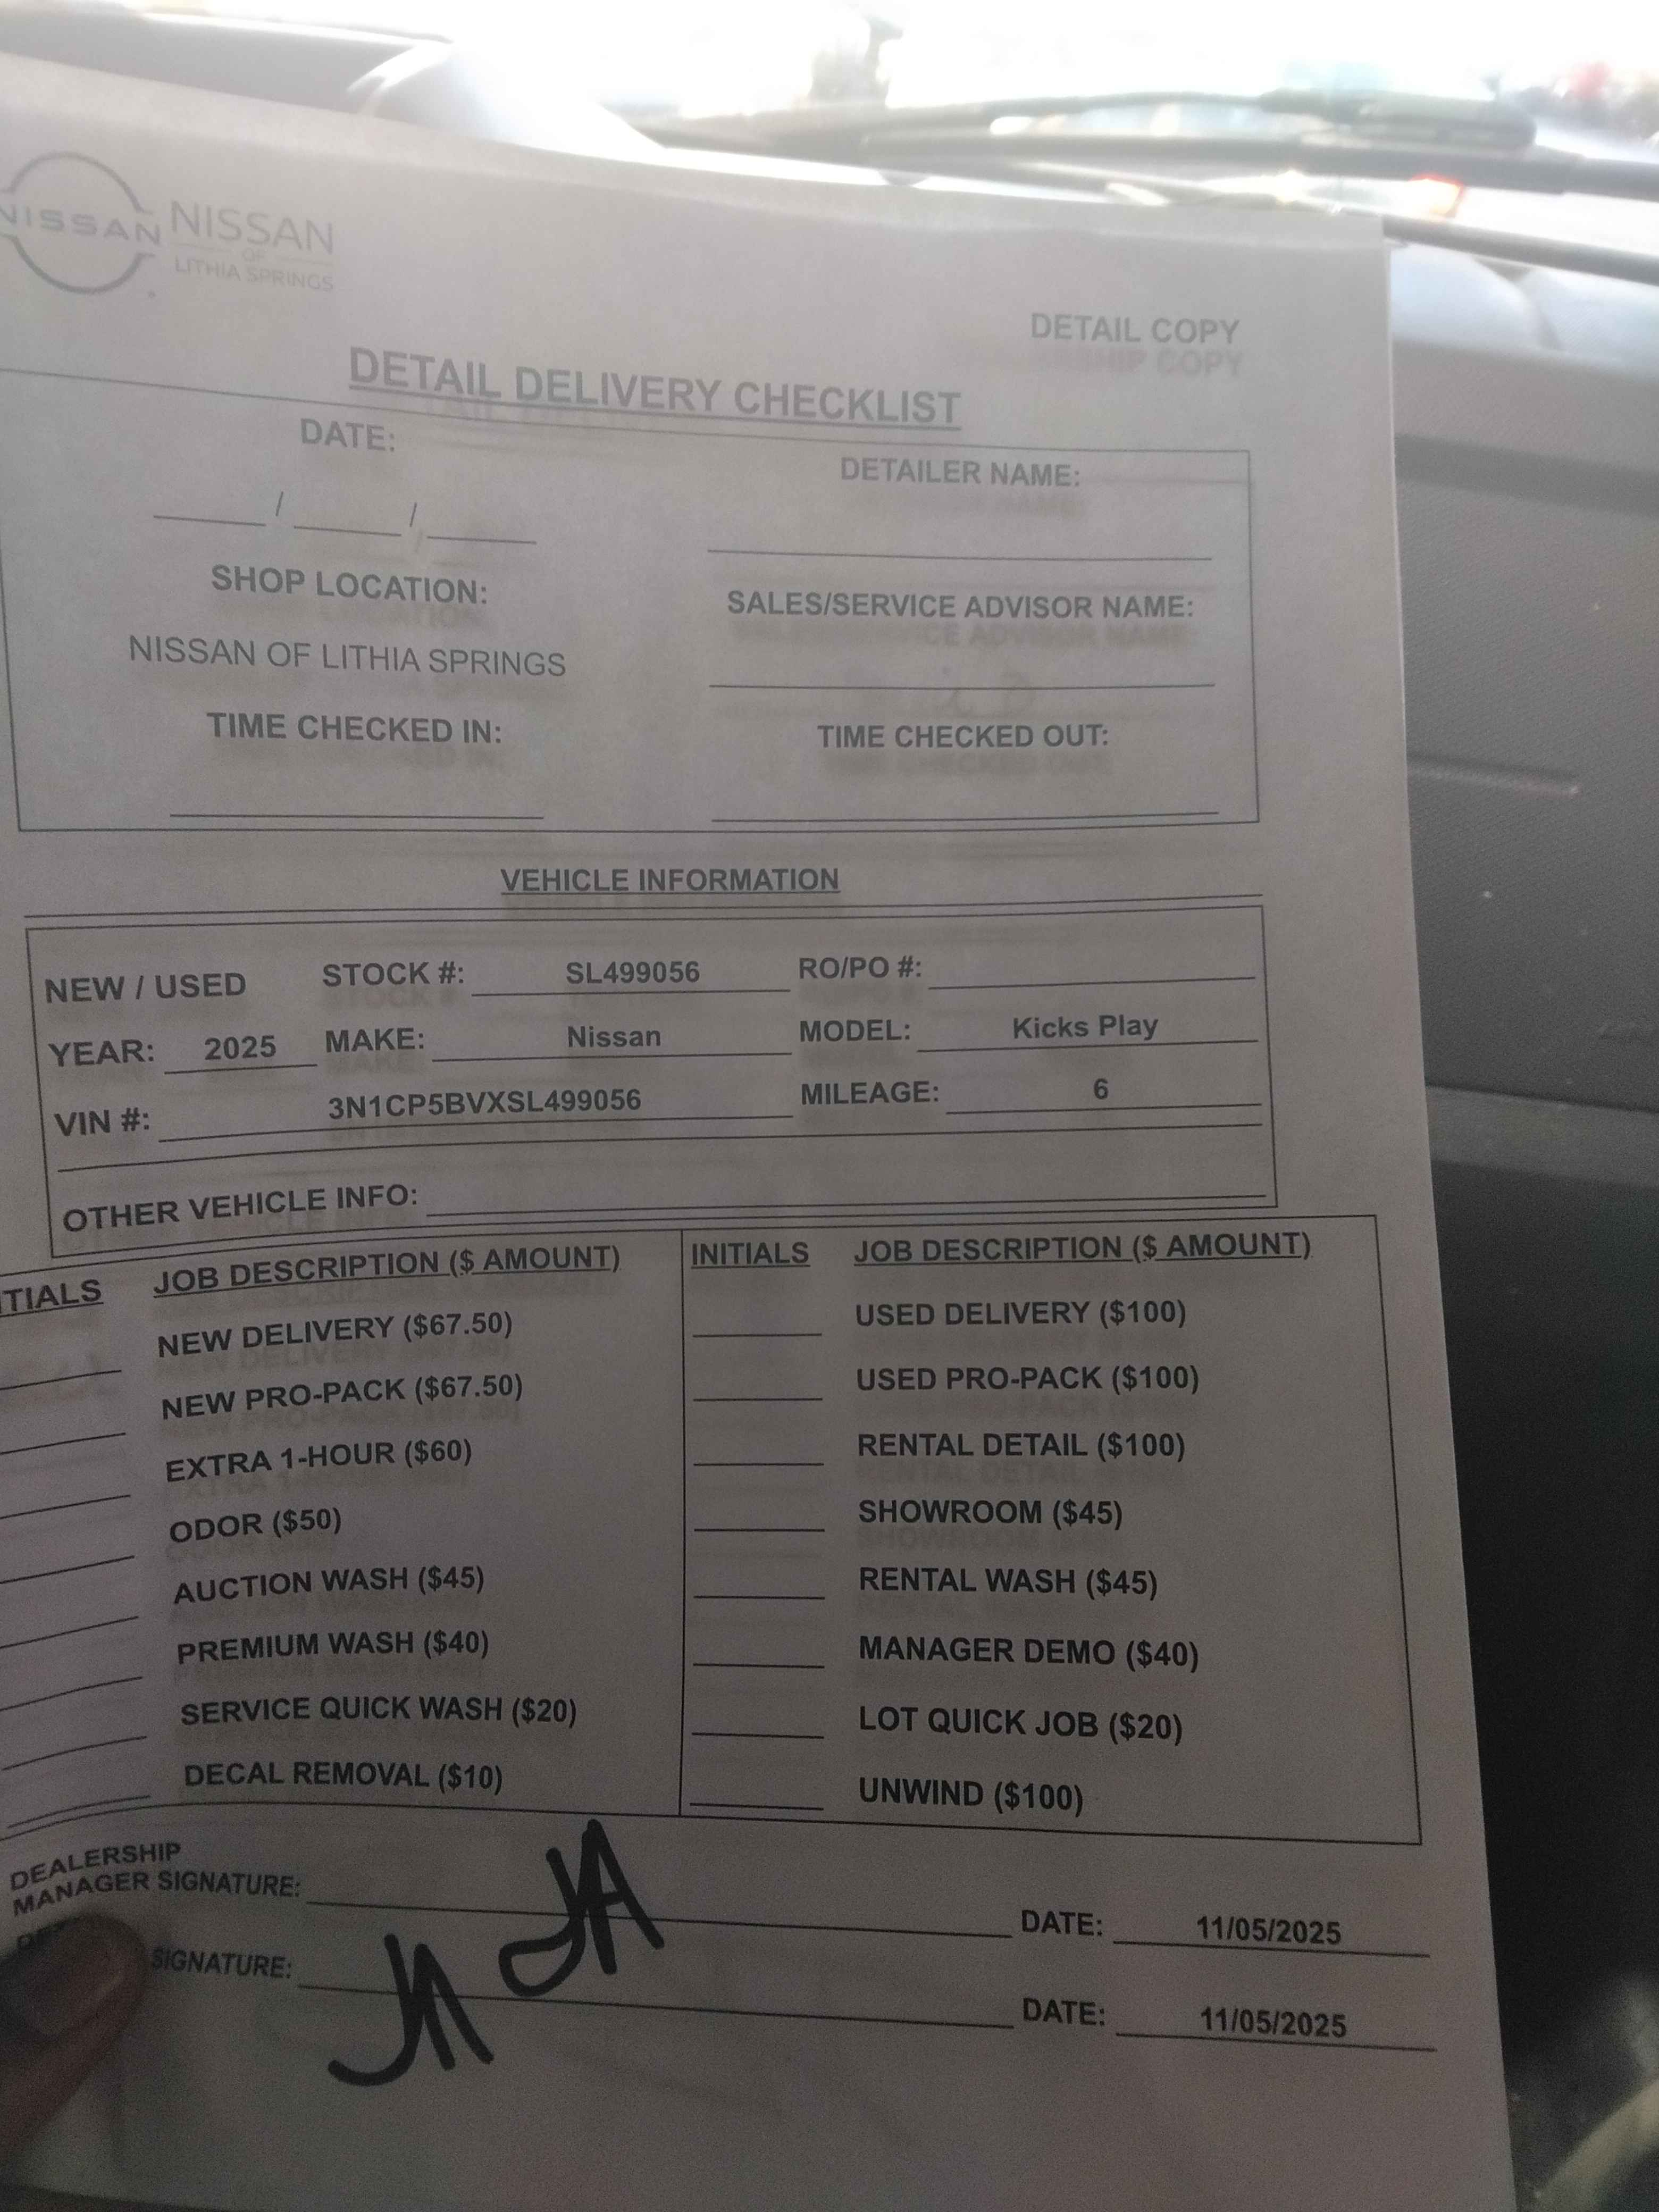 NISSAN
NISSAN
OF
LITHIA SPRINGS
DETAIL COPY
DETAIL DELIVERY CHECKLIST
DATE:
DETAILER NAME:
/ /
SHOP LOCATION:
SALES/SERVICE ADVISOR NAME:
NISSAN OF LITHIA SPRINGS
TIME CHECKED IN:
TIME CHECKED OUT:
VEHICLE INFORMATION
NEW / USED STOCK #: SL499056 RO/PO #:
YEAR: 2025 MAKE: Nissan MODEL: Kicks Play
VIN #: 3N1CP5BVXSL499056 MILEAGE: 6
OTHER VEHICLE INFO:
TIALS JOB DESCRIPTION ($ AMOUNT) INITIALS JOB DESCRIPTION ($ AMOUNT)
NEW DELIVERY ($67.50) USED DELIVERY ($100)
NEW PRO-PACK ($67.50) USED PRO-PACK ($100)
EXTRA 1-HOUR ($60) RENTAL DETAIL ($100)
ODOR ($50) SHOWROOM ($45)
AUCTION WASH ($45) RENTAL WASH ($45)
PREMIUM WASH ($40) MANAGER DEMO ($40)
SERVICE QUICK WASH ($20) LOT QUICK JOB ($20)
DECAL REMOVAL ($10) UNWIND ($100)
DEALERSHIP
MANAGER SIGNATURE: DATE: 11/05/2025
SIGNATURE: DATE: 11/05/2025